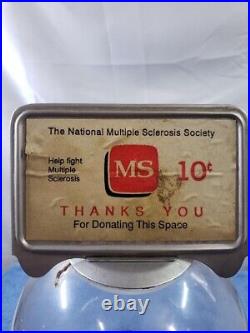 The National Multiple Sclerosis Society
Help fight
Multiple
Sclerosis
MS
10¢
THANKS YOU
For Donating This Space